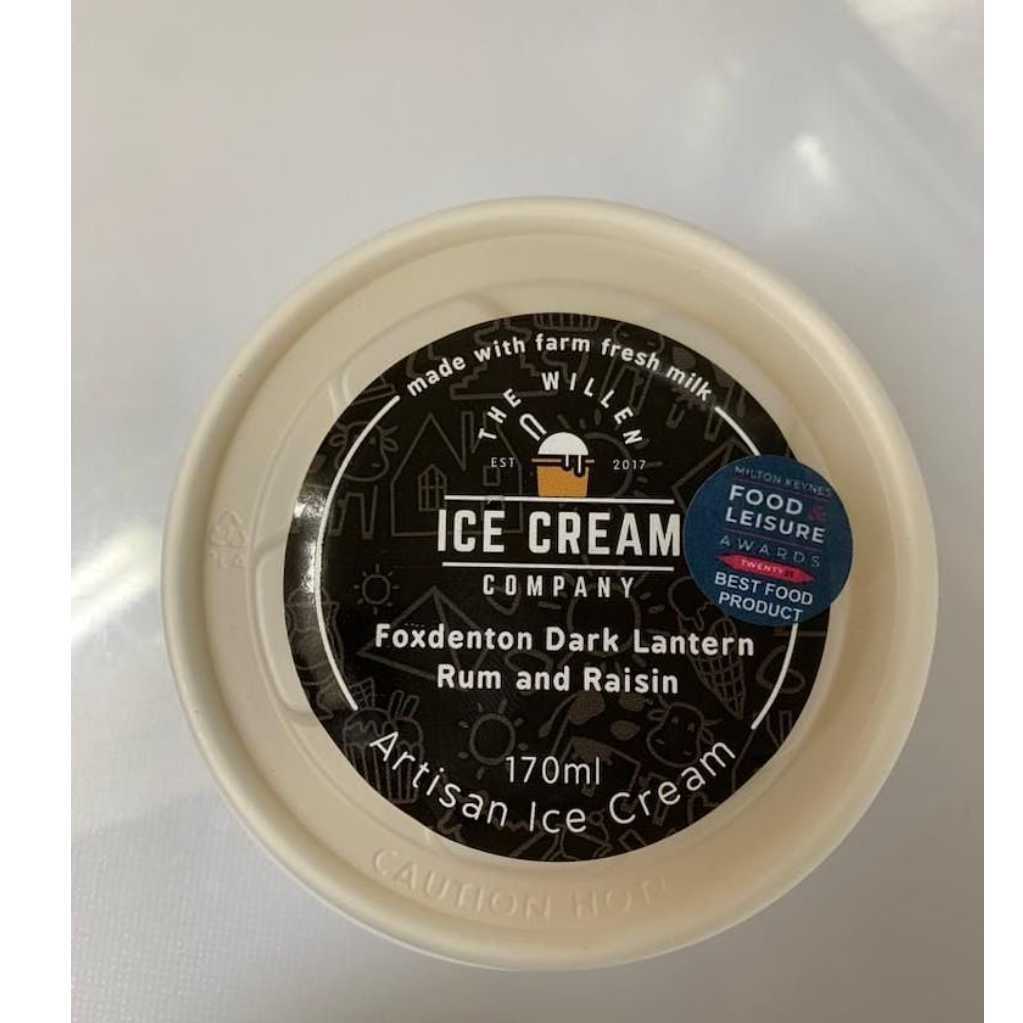 made with farm fresh milk
THE WILLEN
EST 2017
ICE CREAM
COMPANY
Foxdenton Dark Lantern
Rum and Raisin
170ml
Artisan Ice Cream
MILTON KEYNES
FOOD &
LEISURE
AWARDS
BEST FOOD
PRODUCT
CAUTION HOT